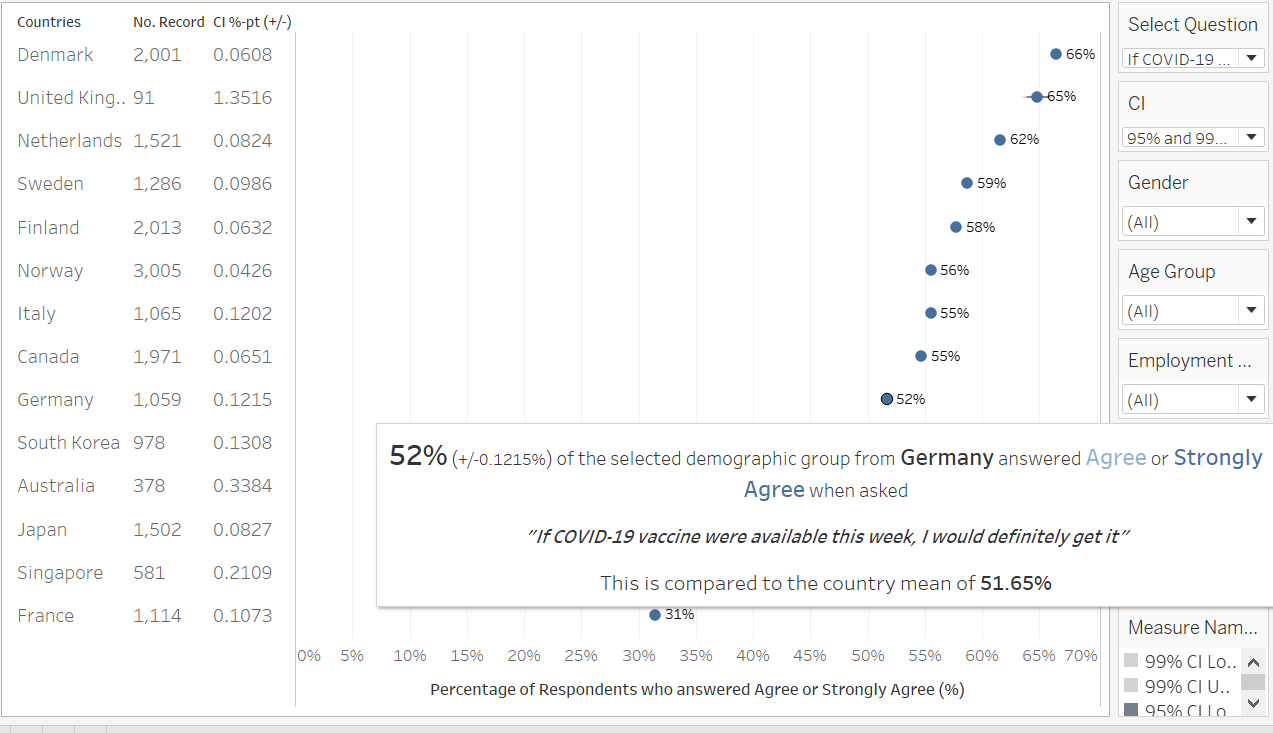 Countries No. Record CI %-pt (+/-)
Denmark 2,001 0.0608 66%
United King.. 91 1.3516 65%
Netherlands 1,521 0.0824 62%
Sweden 1,286 0.0986 59%
Finland 2,013 0.0632 58%
Norway 3,005 0.0426 56%
Italy 1,065 0.1202 55%
Canada 1,971 0.0651 55%
Germany 1,059 0.1215 52%
South Korea 978 0.1308
Australia 378 0.3384
Japan 1,502 0.0827
Singapore 581 0.2109
France 1,114 0.1073 31%
52% (+/-0.1215%) of the selected demographic group from Germany answered Agree or Strongly
Agree when asked
"If COVID-19 vaccine were available this week, I would definitely get it"
This is compared to the country mean of 51.65%
0% 5% 10% 15% 20% 25% 30% 35% 40% 45% 50% 55% 60% 65% 70%
Percentage of Respondents who answered Agree or Strongly Agree (%)
Select Question
If COVID-19 ...
CI
95% and 99...
Gender
(All)
Age Group
(All)
Employment ...
(All)
Measure Nam...
99% CI Lo..
99% CI U..
95% CI Lo